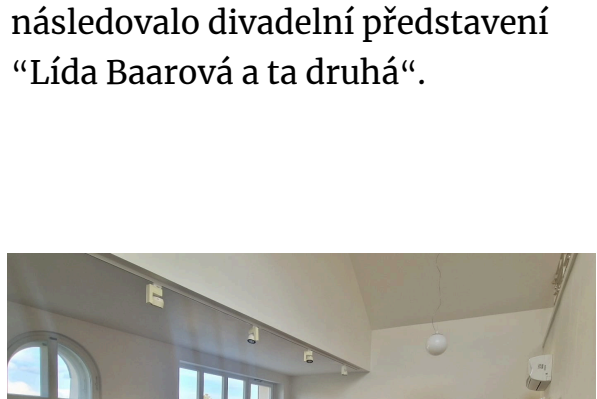 následovalo divadelní představení
“Lída Baarová a ta druhá“.